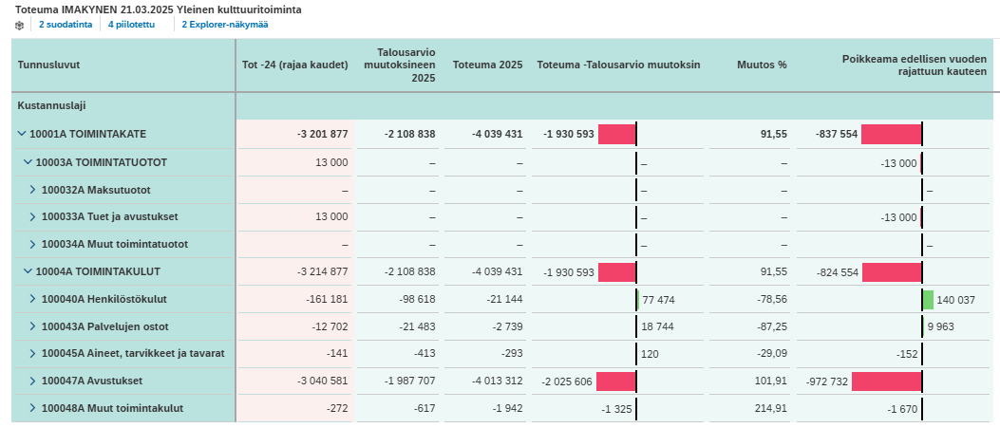 Toteuma IMAKYNEN 21.03.2025 Yleinen kulttuuritoiminta
2 suodatinta 4 piilotettu 2 Explorer-näkymää
Tunnusluvut Tot -24 (rajaa kaudet) Talousarvio muutoksineen 2025 Toteuma 2025 Toteuma -Talousarvio muutoksin Muutos % Poikkeama edellisen vuoden rajattuun kauteen
Kustannuslaji
10001A TOIMINTAKATE -3 201 877 -2 108 838 -4 039 431 -1 930 593 91,55 -837 554
10003A TOIMINTATUOTOT 13 000 – – – – -13 000
100032A Maksutuotot – – – – – –
100033A Tuet ja avustukset 13 000 – – – – -13 000
100034A Muut toimintatuotot – – – – – –
10004A TOIMINTAKULUT -3 214 877 -2 108 838 -4 039 431 -1 930 593 91,55 -824 554
100040A Henkilöstökulut -161 181 -98 618 -21 144 77 474 -78,56 140 037
100043A Palvelujen ostot -12 702 -21 483 -2 739 18 744 -87,25 9 963
100045A Aineet, tarvikkeet ja tavarat -141 -413 -293 120 -29,09 -152
100047A Avustukset -3 040 581 -1 987 707 -4 013 312 -2 025 606 101,91 -972 732
100048A Muut toimintakulut -272 -617 -1 942 -1 325 214,91 -1 670